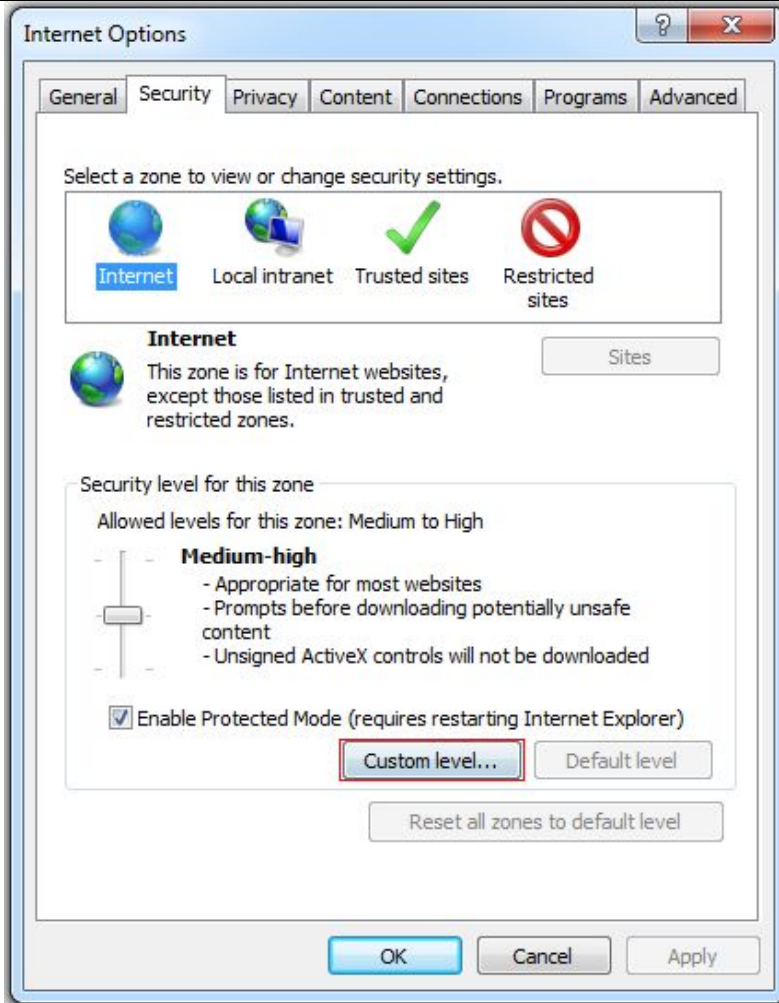 Internet Options
General Security Privacy Content Connections Programs Advanced
Select a zone to view or change security settings.
Internet Local intranet Trusted sites Restricted
sites
Internet
This zone is for Internet websites,
except those listed in trusted and
restricted zones.
Sites
Security level for this zone
Allowed levels for this zone: Medium to High
Medium-high
- Appropriate for most websites
- Prompts before downloading potentially unsafe
content
- Unsigned ActiveX controls will not be downloaded
Enable Protected Mode (requires restarting Internet Explorer)
Custom level... Default level
Reset all zones to default level
OK Cancel Apply